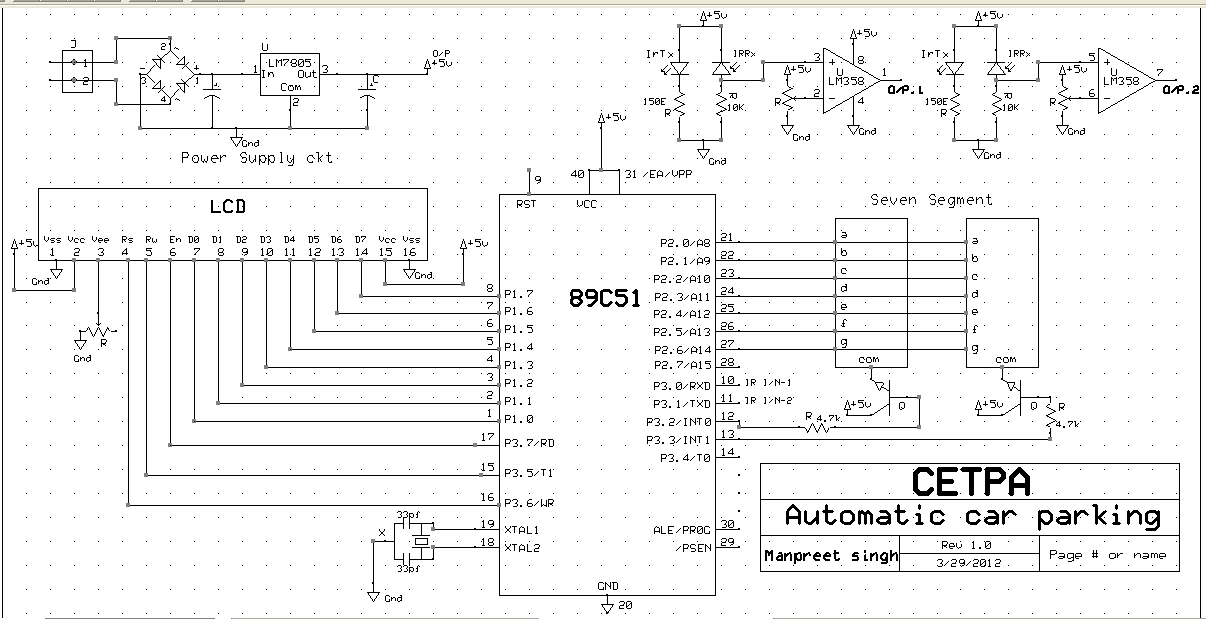 J
1
2
2
3
1
4
U
LM7805
1 In Out 3
Com
2
C
O/P
+5v
Gnd
Power Supply ckt
+5v
IrTx
IRRx
150E
R
R
10K
Gnd
+5v
R
+5v
3
2
8
U
LM358
1
4
O/P.1
Gnd
Gnd
+5v
IrTx
IRRx
150E
R
R
10K
Gnd
+5v
R
5
6
U
LM358
7
O/P.2
Gnd
LCD
Vss Vcc Vee Rs Rw En D0 D1 D2 D3 D4 D5 D6 D7 Vcc Vss
1 2 3 4 5 6 7 8 9 10 11 12 13 14 15 16
+5v
Gnd
+5v
Gnd
R
Gnd
+5v
9
RST
40
VCC
31 /EA/VPP
89C51
8 P1.7
7 P1.6
6 P1.5
5 P1.4
4 P1.3
3 P1.2
2 P1.1
1 P1.0
17 P3.7/RD
15 P3.5/T1
16 P3.6/WR
19 XTAL1
18 XTAL2
33pf
X
33pf
Gnd
P2.0/A8 21
P2.1/A9 22
P2.2/A10 23
P2.3/A11 24
P2.4/A12 25
P2.5/A13 26
P2.6/A14 27
P2.7/A15 28
P3.0/RXD 10 IR I/N-1
P3.1/TXD 11 IR I/N-2
P3.2/INT0 12
P3.3/INT1 13
P3.4/T0 14
ALE/PROG 30
/PSEN 29
GND
20
Seven Segment
a
b
c
d
e
f
g
com
a
b
c
d
e
f
g
com
+5v
Q
R 4.7k
+5v
Q
R
4.7k
CETPA
Automatic car parking
Manpreet singh
Rev 1.0
3/29/2012
Page # or name